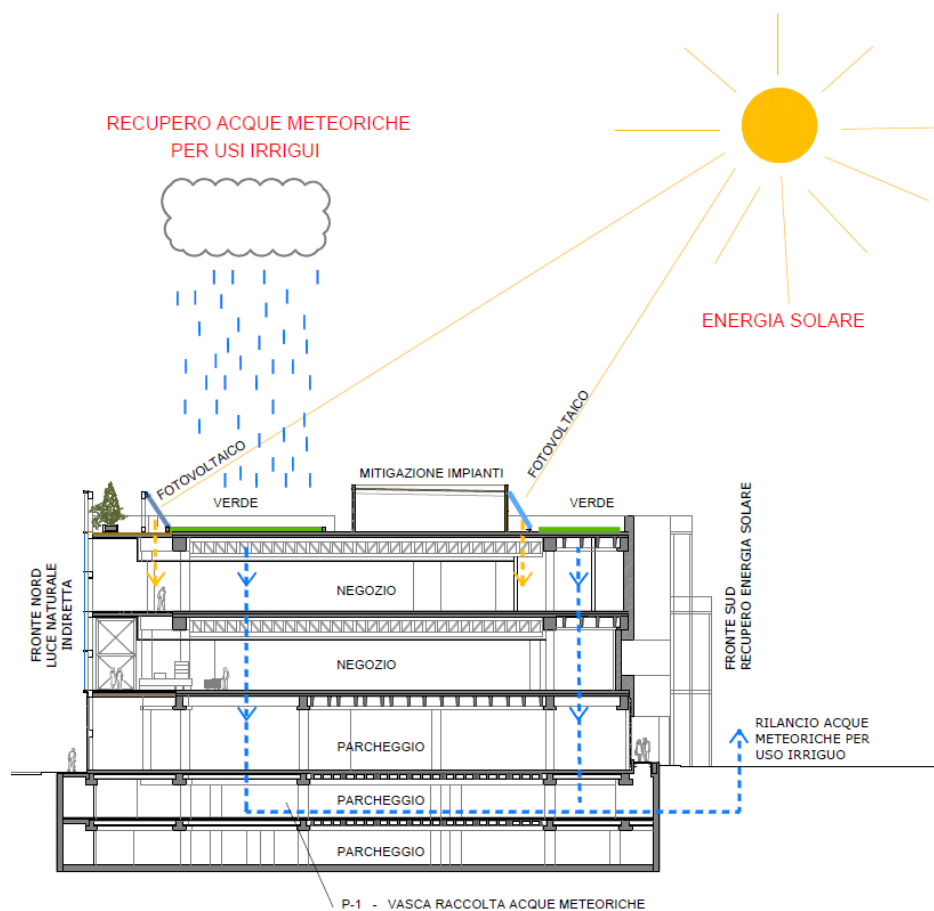 RECUPERO ACQUE METEORICHE
PER USI IRRIGUI
ENERGIA SOLARE
FOTOVOLTAICO
FOTOVOLTAICO
MITIGAZIONE IMPIANTI
VERDE
VERDE
FRONTE NORD
LUCE NATURALE
INDIRETTA
NEGOZIO
NEGOZIO
FRONTE SUD
RECUPERO ENERGIA SOLARE
PARCHEGGIO
RILANCIO ACQUE
METEORICHE PER
USO IRRIGUO
PARCHEGGIO
PARCHEGGIO
P-1 - VASCA RACCOLTA ACQUE METEORICHE